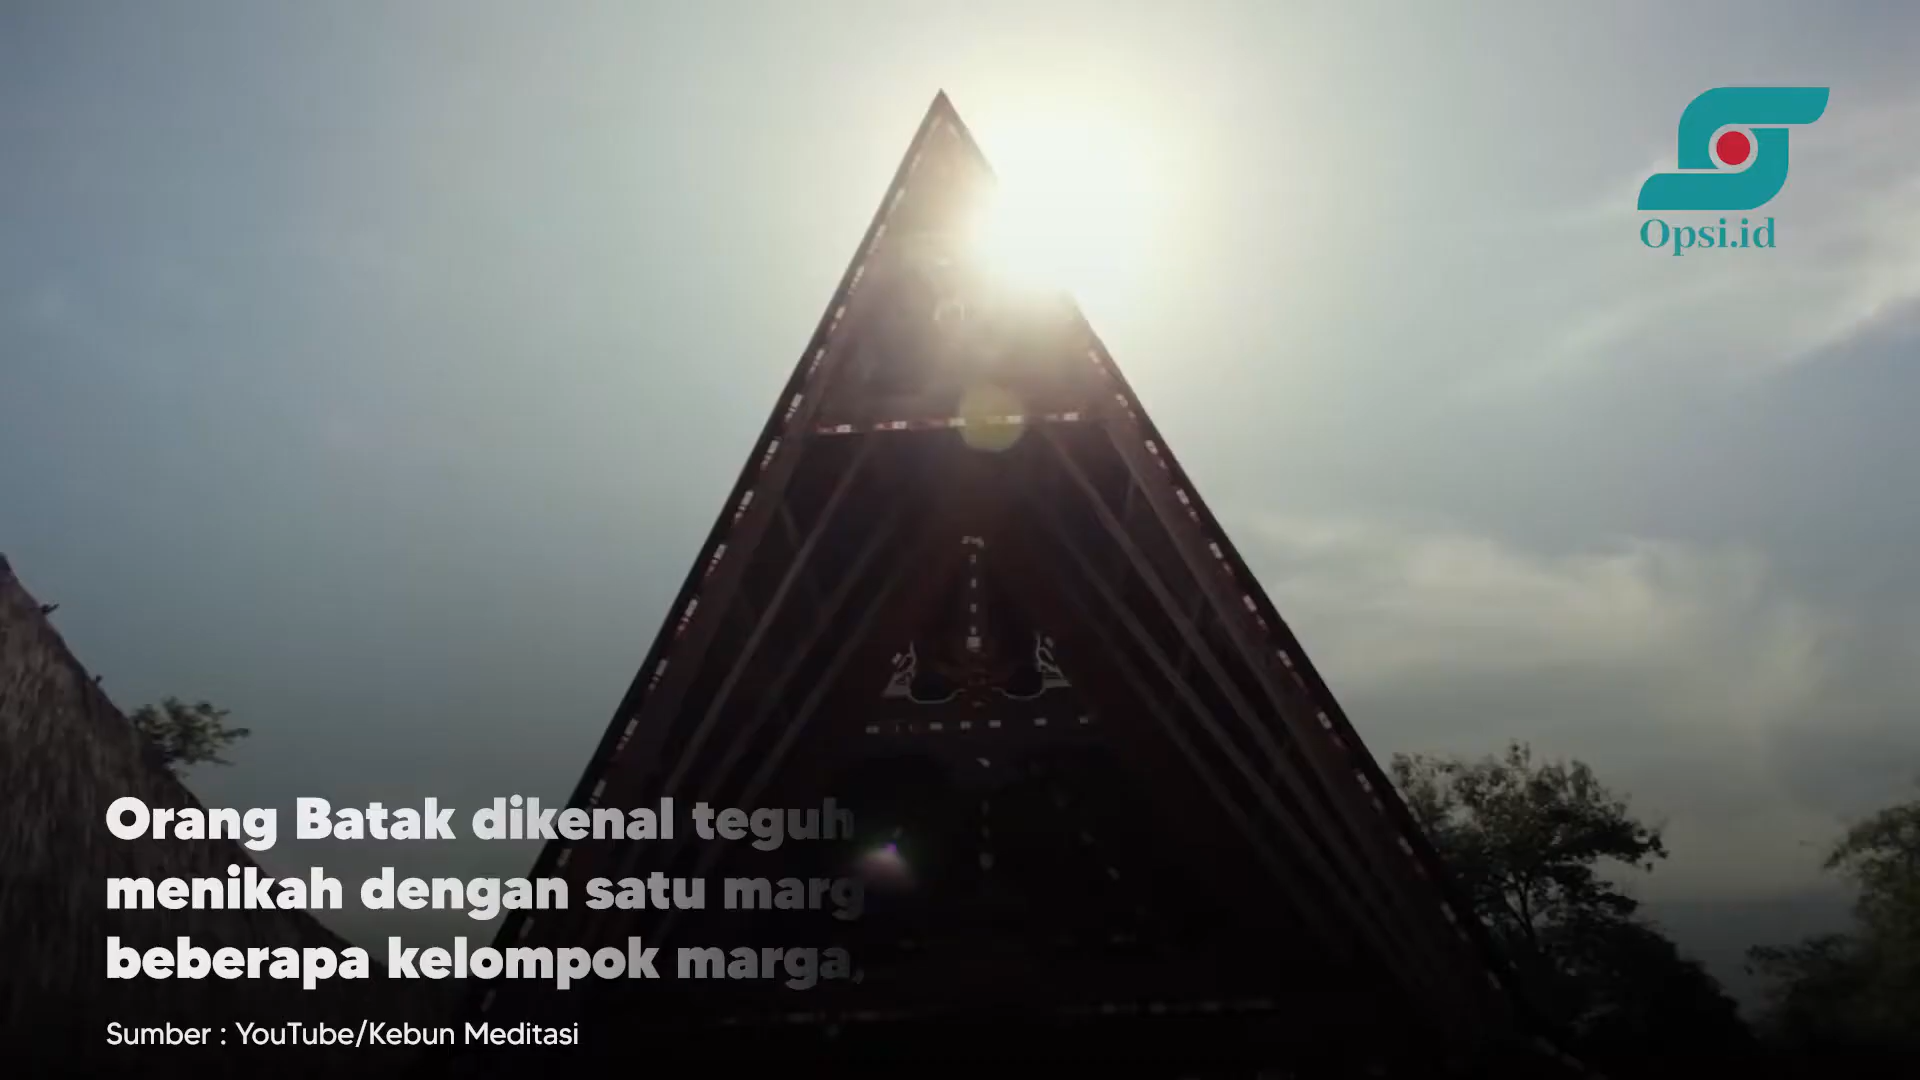 Opsi.id
Orang Batak dikenal teguh
menikah dengan satu marg
beberapa kelompok marga,
Sumber : YouTube/Kebun Meditasi